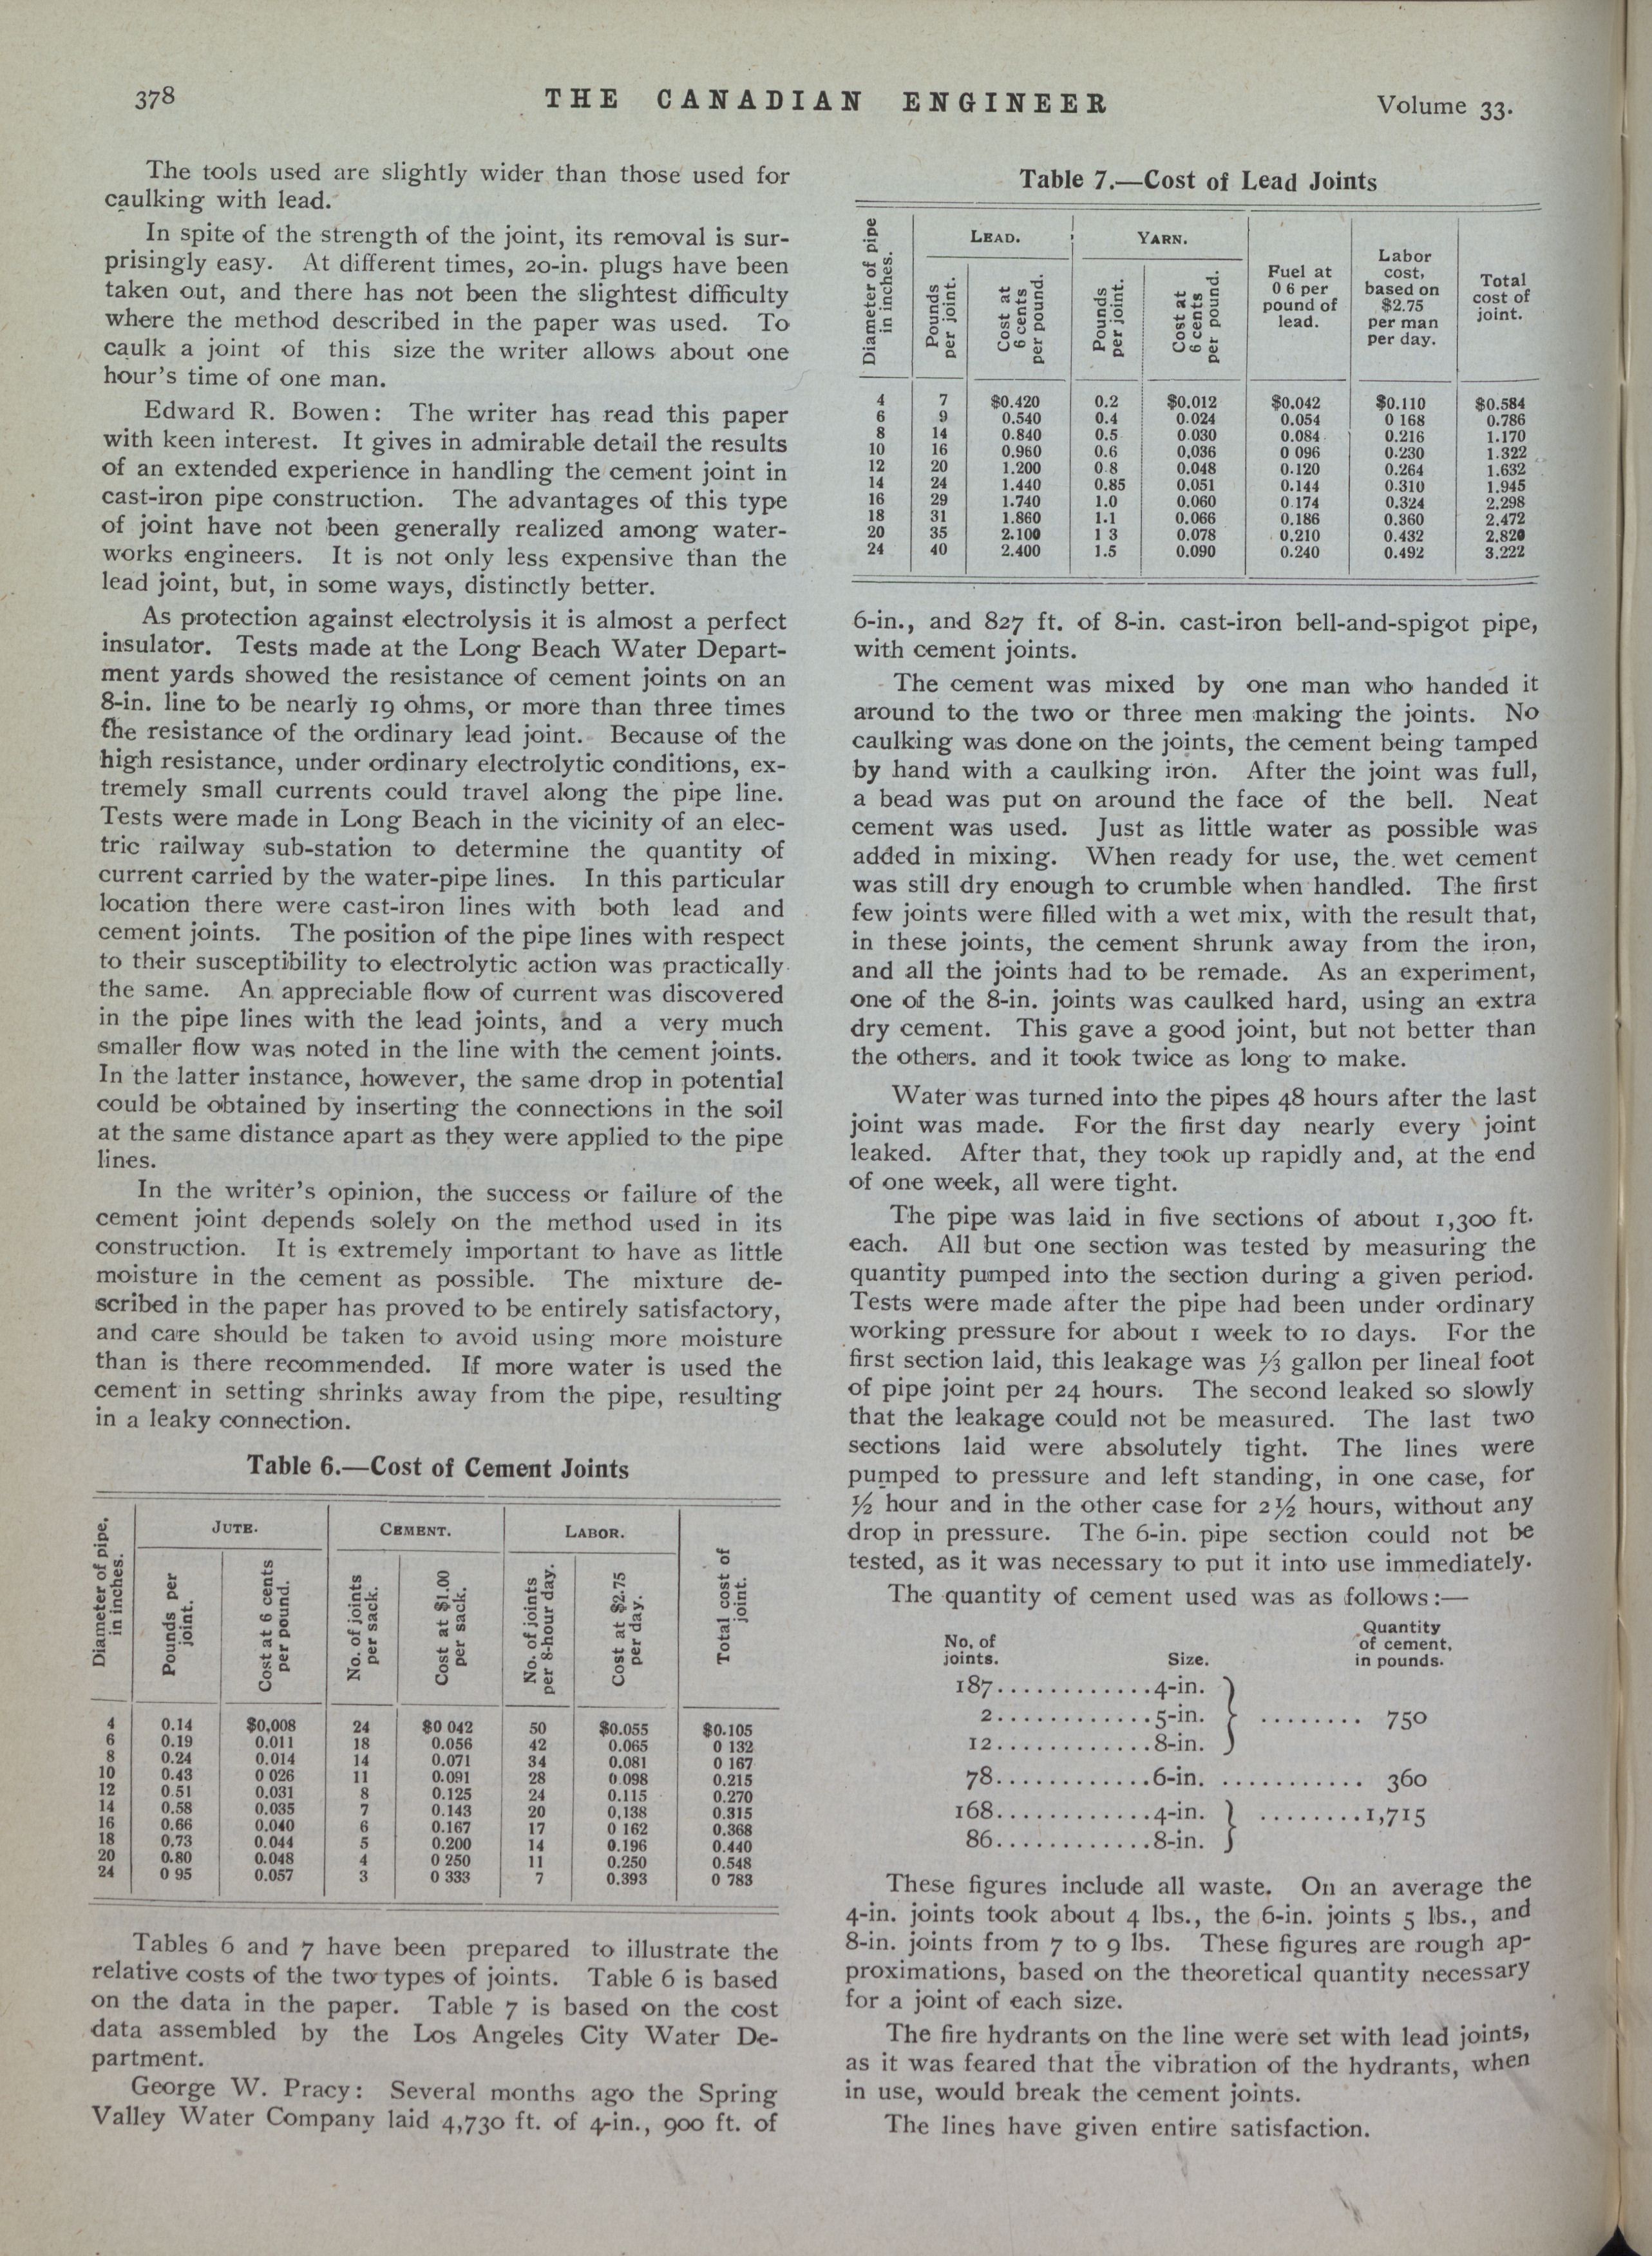 378
THE CANADIAN ENGINEER
Volume 33.
The tools used are slightly wider than those used for
caulking with lead.
In spite of the strength of the joint, its removal is sur-
prisingly easy. At different times, 20-in. plugs have been
taken out, and there has not been the slightest difficulty
where the method described in the paper was used. To
caulk a joint of this size the writer allows about one
hour's time of one man.
Edward R. Bowen: The writer has read this paper
with keen interest. It gives in admirable detail the results
of an extended experience in handling the cement joint in
cast-iron pipe construction. The advantages of this type
of joint have not been generally realized among water-
works engineers. It is not only less expensive than the
lead joint, but, in some ways, distinctly better.
As protection against electrolysis it is almost a perfect
insulator. Tests made at the Long Beach Water Depart-
ment yards showed the resistance of cement joints on an
8-in. line to be nearly 19 ohms, or more than three times
the resistance of the ordinary lead joint. Because of the
high resistance, under ordinary electrolytic conditions, ex-
tremely small currents could travel along the pipe line.
Tests were made in Long Beach in the vicinity of an elec-
tric railway sub-station to determine the quantity of
current carried by the water-pipe lines. In this particular
location there were cast-iron lines with both lead and
cement joints. The position of the pipe lines with respect
to their susceptibility to electrolytic action was practically
the same. An appreciable flow of current was discovered
in the pipe lines with the lead joints, and a very much
smaller flow was noted in the line with the cement joints.
In the latter instance, however, the same drop in potential
could be obtained by inserting the connections in the soil
at the same distance apart as they were applied to the pipe
lines.
In the writer's opinion, the success or failure of the
cement joint depends solely on the method used in its
construction. It is extremely important to have as little
moisture in the cement as possible. The mixture de-
scribed in the paper has proved to be entirely satisfactory,
and care should be taken to avoid using more moisture
than is there recommended. If more water is used the
cement in setting shrinks away from the pipe, resulting
in a leaky connection.
Table 6.—Cost of Cement Joints
Diameter of pipe, in inches.
JUTE.
CEMENT.
LABOR.
Pounds per joint.
Cost at 6 cents per pound.
No. of joints per sack.
Cost at $1.00 per sack.
No. of joints per 8-hour day.
Cost at $2.75 per day.
Total cost of joint.
4 0.14 $0,008 24 $0 042 50 $0.055 $0.105
6 0.19 0.011 18 0.056 42 0.065 0 132
8 0.24 0.014 14 0.071 34 0.081 0 167
10 0.43 0 026 11 0.091 28 0.098 0.215
12 0.51 0.031 8 0.125 24 0.115 0.270
14 0.58 0.035 7 0.143 20 0,138 0.315
16 0.66 0.040 6 0.167 17 0 162 0.368
18 0.73 0.044 5 0.200 14 0.196 0.440
20 0.80 0.048 4 0 250 11 0.250 0.548
24 0 95 0.057 3 0 333 7 0.393 0 783
Tables 6 and 7 have been prepared to illustrate the
relative costs of the two types of joints. Table 6 is based
on the data in the paper. Table 7 is based on the cost
data assembled by the Los Angeles City Water De-
partment.
George W. Pracy: Several months ago the Spring
Valley Water Company laid 4,730 ft. of 4-in., 900 ft. of
Table 7.—Cost of Lead Joints
Diameter of pipe in inches.
LEAD.
YARN.
Pounds per joint.
Cost at 6 cents per pound.
Pounds per joint.
Cost at 6 cents per pound.
Fuel at 0 6 per pound of lead.
Labor cost, based on $2.75 per man per day.
Total cost of joint.
4 7 $0.420 0.2 $0.012 $0.042 $0.110 $0.584
6 9 0.540 0.4 0.024 0.054 0 168 0.786
8 14 0.840 0.5 0.030 0.084 0.216 1.170
10 16 0.960 0.6 0,036 0 096 0.230 1.322
12 20 1.200 0 8 0.048 0.120 0.264 1.632
14 24 1.440 0.85 0.051 0.144 0.310 1.945
16 29 1.740 1.0 0.060 0.174 0.324 2.298
18 31 1.860 1.1 0.066 0.186 0.360 2.472
20 35 2.100 1 3 0.078 0.210 0.432 2.820
24 40 2.400 1.5 0.090 0.240 0.492 3.222
6-in., and 827 ft. of 8-in. cast-iron bell-and-spigot pipe,
with cement joints.
The cement was mixed by one man who handed it
around to the two or three men making the joints. No
caulking was done on the joints, the cement being tamped
by hand with a caulking iron. After the joint was full,
a bead was put on around the face of the bell. Neat
cement was used. Just as little water as possible was
added in mixing. When ready for use, the wet cement
was still dry enough to crumble when handled. The first
few joints were filled with a wet mix, with the result that,
in these joints, the cement shrunk away from the iron,
and all the joints had to be remade. As an experiment,
one of the 8-in. joints was caulked hard, using an extra
dry cement. This gave a good joint, but not better than
the others. and it took twice as long to make.
Water was turned into the pipes 48 hours after the last
joint was made. For the first day nearly every joint
leaked. After that, they took up rapidly and, at the end
of one week, all were tight.
The pipe was laid in five sections of about 1,300 ft.
each. All but one section was tested by measuring the
quantity pumped into the section during a given period.
Tests were made after the pipe had been under ordinary
working pressure for about 1 week to 10 days. For the
first section laid, this leakage was ⅓ gallon per lineal foot
of pipe joint per 24 hours. The second leaked so slowly
that the leakage could not be measured. The last two
sections laid were absolutely tight. The lines were
pumped to pressure and left standing, in one case, for
½ hour and in the other case for 2½ hours, without any
drop in pressure. The 6-in. pipe section could not be
tested, as it was necessary to put it into use immediately.
The quantity of cement used was as follows:—
No. of joints.
Size.
Quantity of cement, in pounds.
187............4-in.
2............5-in. ........ 750
12............8-in.
78............6-in. ............ 360
168............4-in. ........1,715
86............8-in.
These figures include all waste. On an average the
4-in. joints took about 4 lbs., the 6-in. joints 5 lbs., and
8-in. joints from 7 to 9 lbs. These figures are rough ap-
proximations, based on the theoretical quantity necessary
for a joint of each size.
The fire hydrants on the line were set with lead joints,
as it was feared that the vibration of the hydrants, when
in use, would break the cement joints.
The lines have given entire satisfaction.